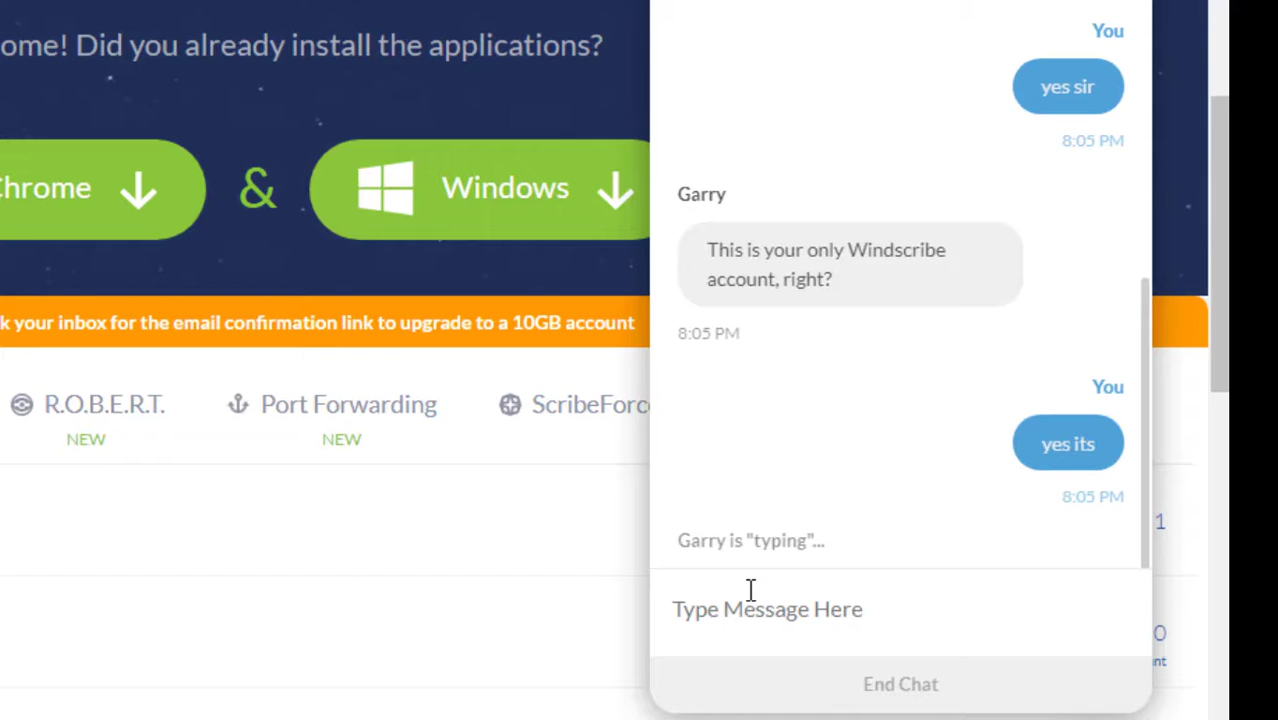 ome! Did you already install the applications?
Chrome
&
Windows
k your inbox for the email confirmation link to upgrade to a 10GB account
R.O.B.E.R.T.
NEW
Port Forwarding
NEW
ScribeForc
1
0
nt
You
yes sir
8:05 PM
Garry
This is your only Windscribe
account, right?
8:05 PM
You
yes its
8:05 PM
Garry is "typing"...
Type Message Here
End Chat